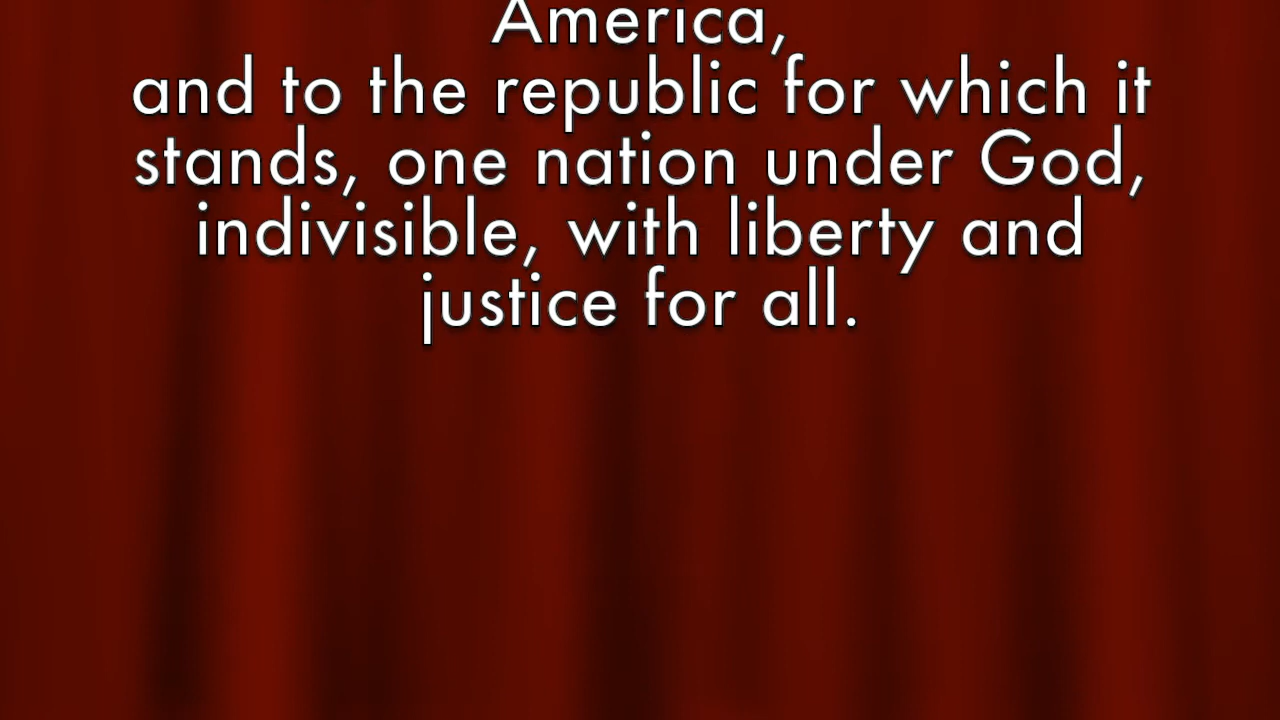 America,
and to the republic for which it
stands, one nation under God,
indivisible, with liberty and
justice for all.